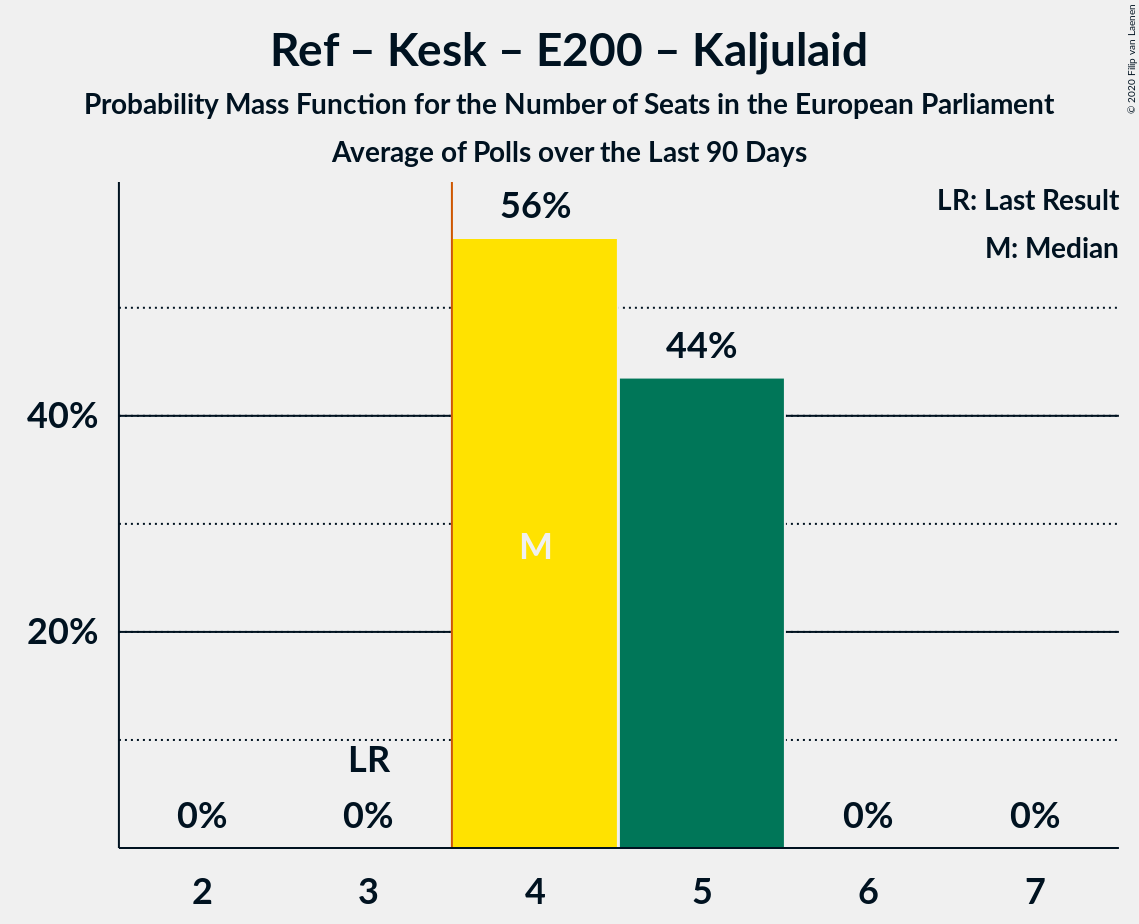 Ref – Kesk – E200 – Kaljulaid
Probability Mass Function for the Number of Seats in the European Parliament
Average of Polls over the Last 90 Days
© 2020 Filip van Laenen
LR: Last Result
M: Median
56%
44%
40%
20%
M
LR
0%
0%
0%
0%
2
3
4
5
6
7